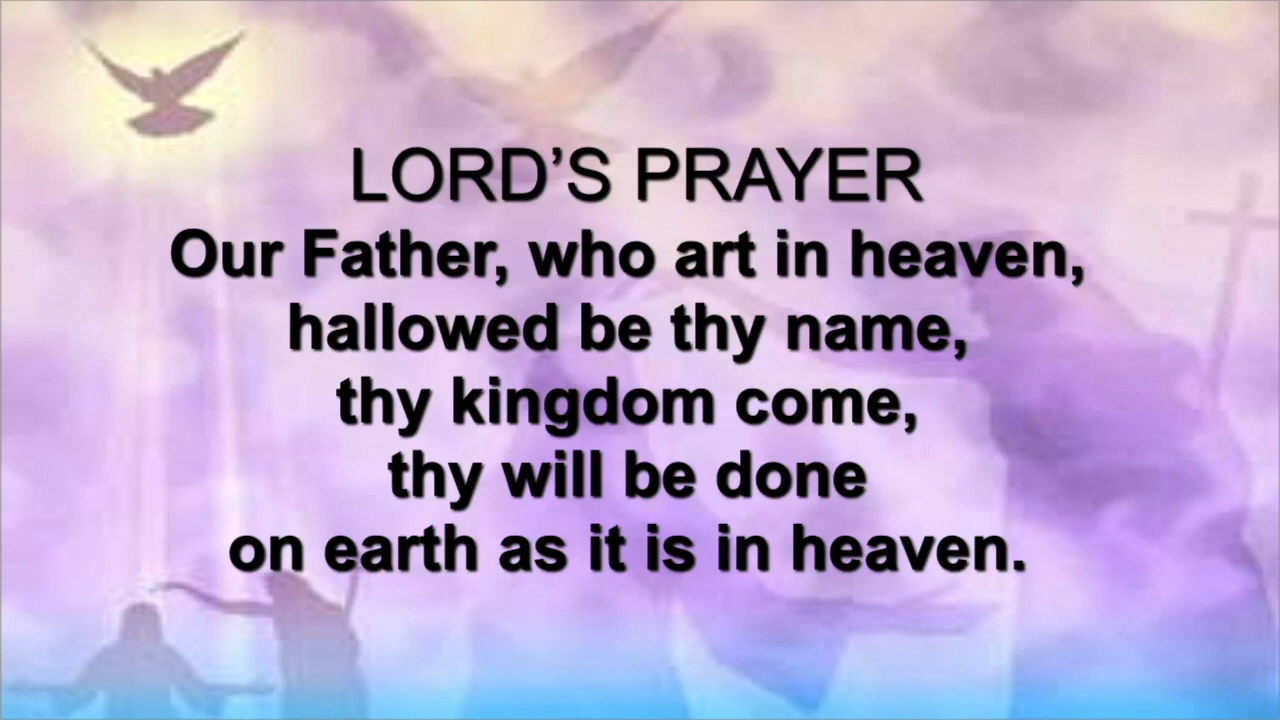 LORD’S PRAYER
Our Father, who art in heaven,
hallowed be thy name,
thy kingdom come,
thy will be done
on earth as it is in heaven.